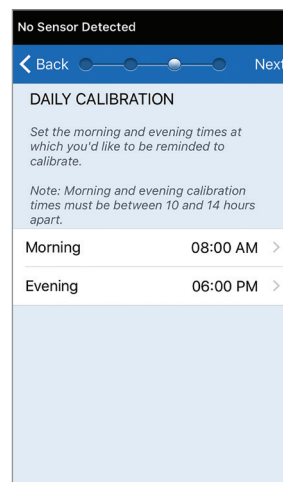 No Sensor Detected
Back Next
DAILY CALIBRATION
Set the morning and evening times at
which you'd like to be reminded to
calibrate.
Note: Morning and evening calibration
times must be between 10 and 14 hours
apart.
Morning 08:00 AM
Evening 06:00 PM